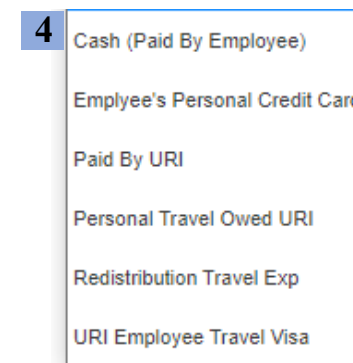 4
Cash (Paid By Employee)
Emplyee's Personal Credit Card
Paid By URI
Personal Travel Owed URI
Redistribution Travel Exp
URI Employee Travel Visa